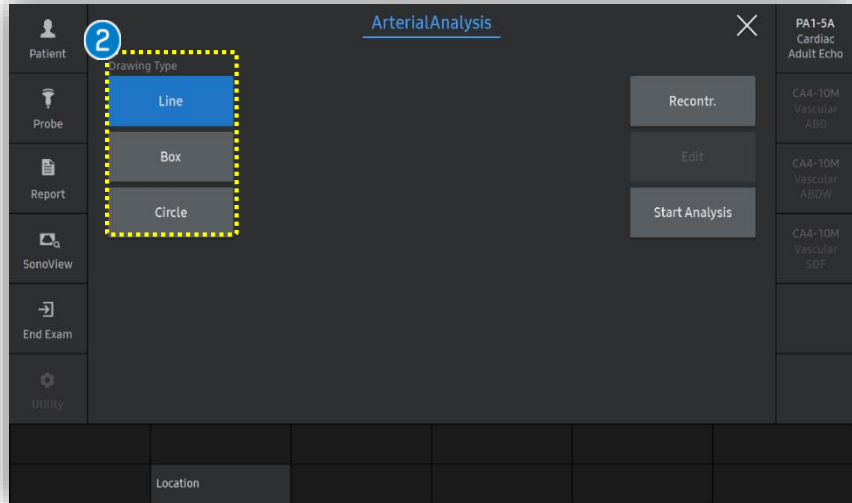 Patient
Probe
Report
SonoView
End Exam
Utility
2
ArterialAnalysis
Drawing Type
Line
Box
Circle
Recontr.
Edit
Start Analysis
PA1-5A
Cardiac
Adult Echo
CA4-10M
Vascular
ABD
CA4-10M
Vascular
ABDW
CA4-10M
Vascular
SDF
Location